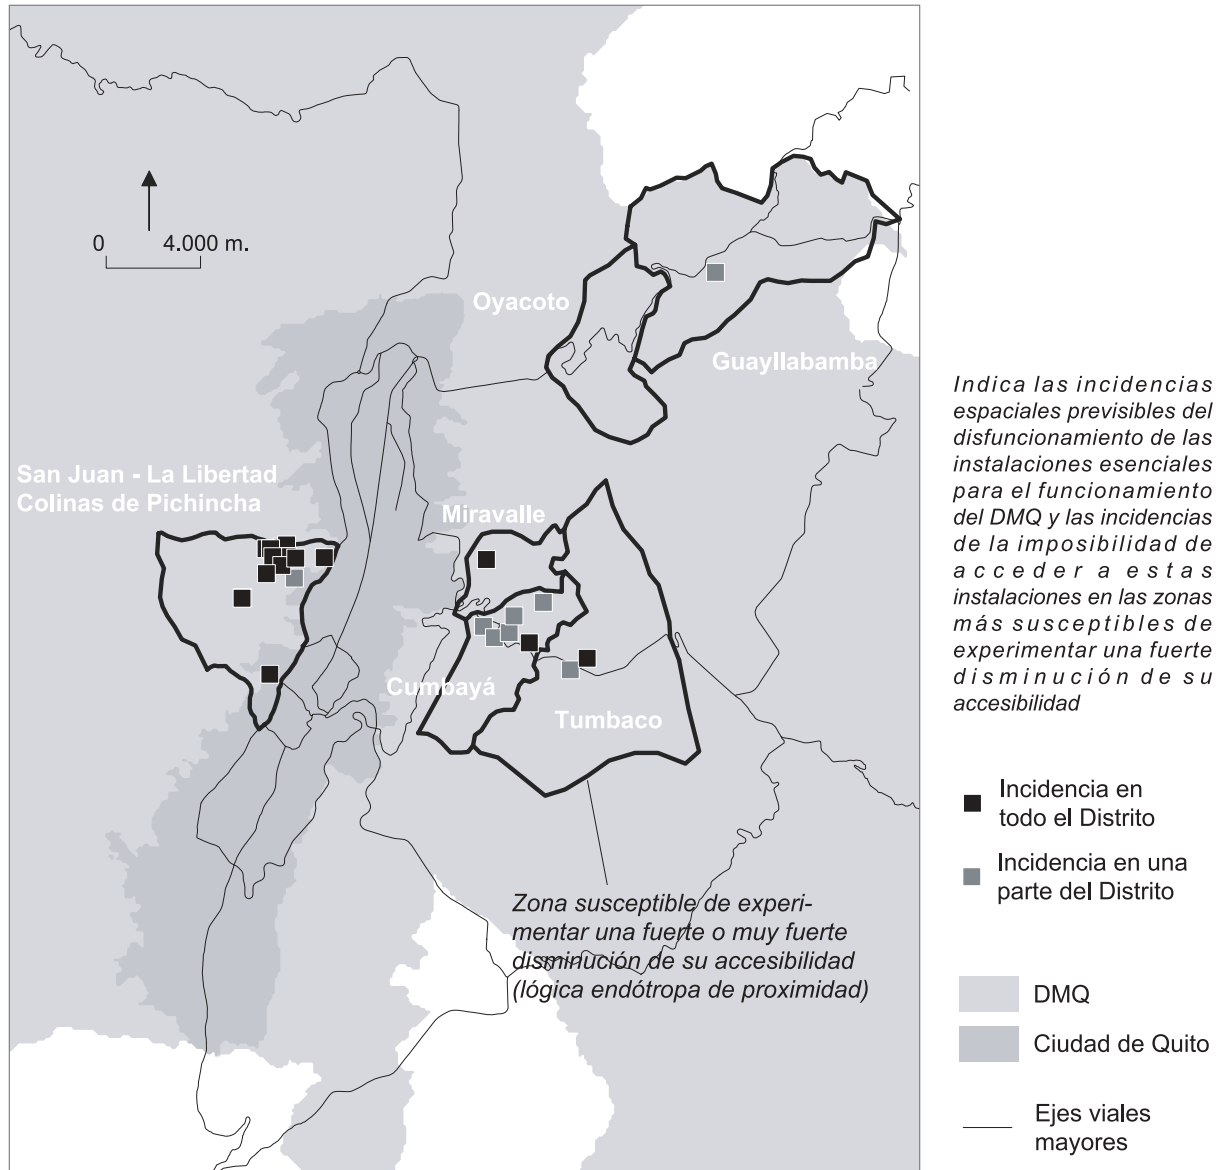 0 4.000 m.
Oyacoto
Guayllabamba
San Juan - La Libertad
Colinas de Pichincha
Miravalle
Cumbayá
Tumbaco
Zona susceptible de experi-
mentar una fuerte o muy fuerte
disminución de su accesibilidad
(lógica endótropa de proximidad)
Indica las incidencias
espaciales previsibles del
disfuncionamiento de las
instalaciones esenciales
para el funcionamiento
del DMQ y las incidencias
de la imposibilidad de
acceder a estas
instalaciones en las zonas
más susceptibles de
experimentar una fuerte
disminución de su
accesibilidad
Incidencia en
todo el Distrito
Incidencia en una
parte del Distrito
DMQ
Ciudad de Quito
Ejes viales
mayores